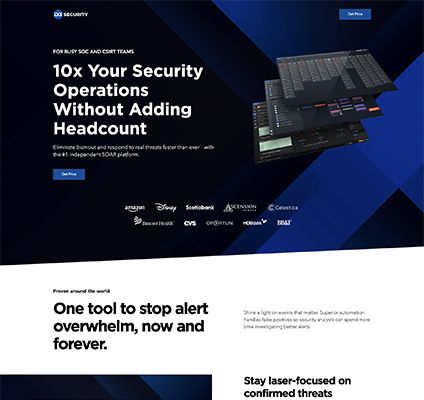 D3 SECURITY
Get Price
FOR BUSY SOC AND CSIRT TEAMS
10x Your Security
Operations
Without Adding
Headcount
Eliminate burnout and respond to real threats faster than ever - with
the #1 independent SOAR platform.
Get Price
amazon Disney Scotiabank ASCENSION Celestica
CVS OPORTUN HDBank BB&T
Proven around the world
One tool to stop alert
overwhelm, now and
forever.
Shine a light on events that matter. Superior automation
handles false positives so security analysts can spend more
time investigating better alerts.
Stay laser-focused on
confirmed threats